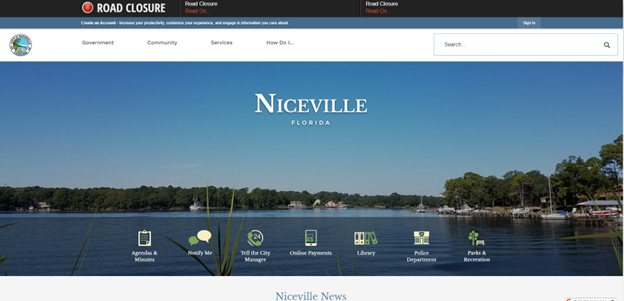 ROAD CLOSURE
Road Closure
Read On...
Road Closure
Read On...
Create an Account - Increase your productivity, customize your experience, and engage in information you care about
Sign In
Government
Community
Services
How Do I...
Search...
NICEVILLE
FLORIDA
24
Agendas & Minutes
Notify Me
Tell the City Manager
Online Payments
Library
Police Department
Parks & Recreation
Niceville News